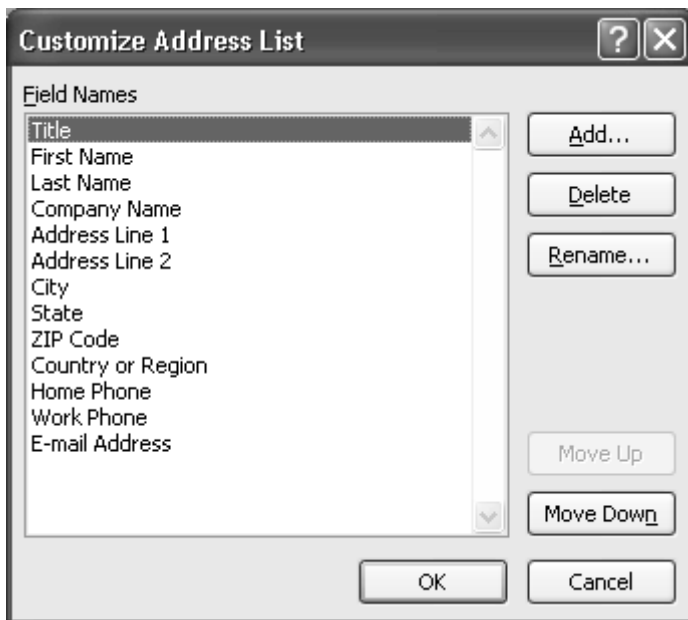 Customize Address List
Field Names
Title
First Name
Last Name
Company Name
Address Line 1
Address Line 2
City
State
ZIP Code
Country or Region
Home Phone
Work Phone
E-mail Address
Add...
Delete
Rename...
Move Up
Move Down
OK
Cancel